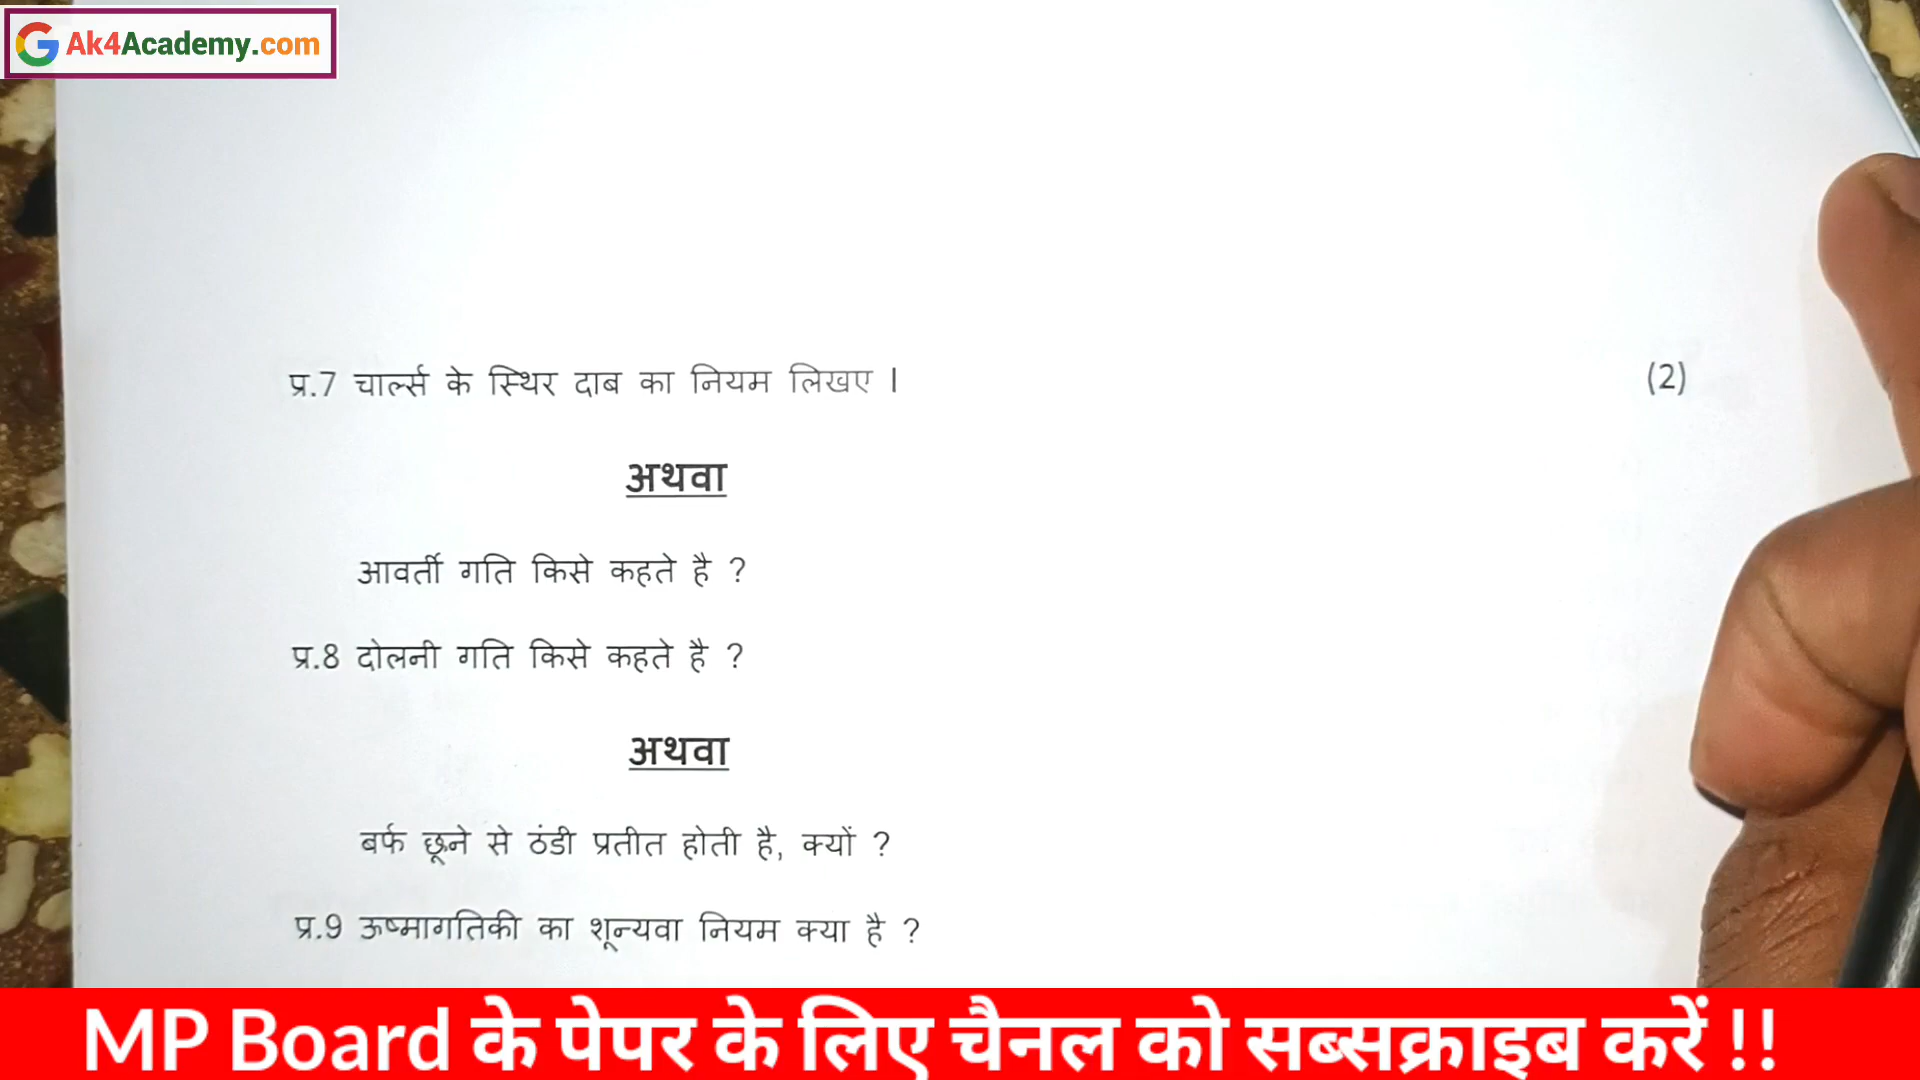 Ak4Academy.com
प्र.7 चार्ल्स के स्थिर दाब का नियम लिखए । (2)
अथवा
आवर्ती गति किसे कहते है ?
प्र.8 दोलनी गति किसे कहते है ?
अथवा
बर्फ छूने से ठंडी प्रतीत होती है, क्यों ?
प्र.9 ऊष्मागतिकी का शून्यवा नियम क्या है ?
MP Board के पेपर के लिए चैनल को सब्सक्राइब करें !!